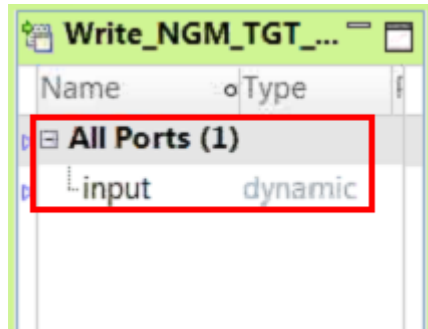 Write_NGM_TGT_...
Name Type
All Ports (1)
input dynamic